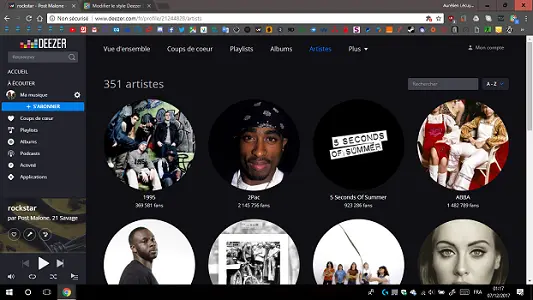 rockstar - Post Malone
Modifier le style Deezer
Aurélien Lecuy...
Non sécurisé
www.deezer.com/fr/profile/21244828/artists
DEEZER
Vue d'ensemble
Coups de coeur
Playlists
Albums
Artistes
Plus
Mon compte
Rechercher
ACCUEIL
À ÉCOUTER
Ma musique
S'ABONNER
Coups de coeur
Playlists
Albums
Podcasts
Activité
Applications
351 artistes
Rechercher
A - Z
5 SECONDS
OF SUMMER
1995
369 581 fans
2Pac
2 145 756 fans
5 Seconds Of Summer
923 286 fans
ABBA
1 482 789 fans
rockstar
par Post Malone, 21 Savage
FRA
01:17
07/12/2017